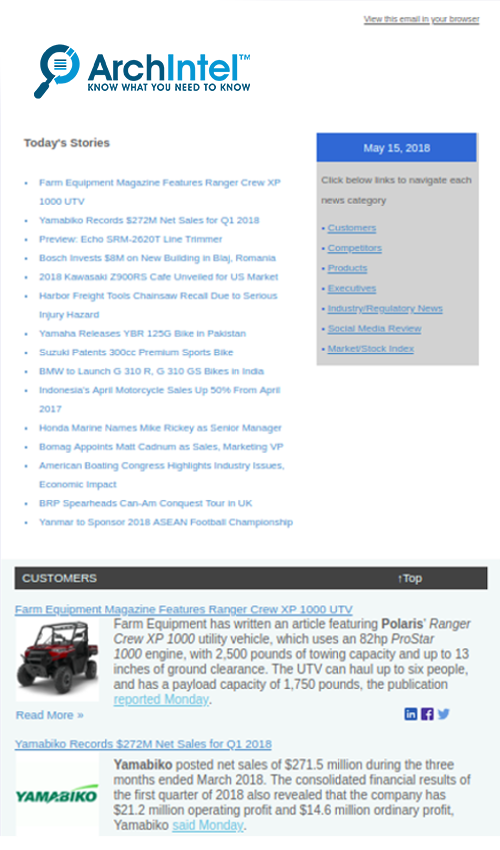 View this email in your browser
ArchIntel™
KNOW WHAT YOU NEED TO KNOW
Today's Stories
• Farm Equipment Magazine Features Ranger Crew XP
1000 UTV
• Yamabiko Records $272M Net Sales for Q1 2018
• Preview: Echo SRM-2620T Line Trimmer
• Bosch Invests $8M on New Building in Blaj, Romania
• 2018 Kawasaki Z900RS Cafe Unveiled for US Market
• Harbor Freight Tools Chainsaw Recall Due to Serious
Injury Hazard
• Yamaha Releases YBR 125G Bike in Pakistan
• Suzuki Patents 300cc Premium Sports Bike
• BMW to Launch G 310 R, G 310 GS Bikes in India
• Indonesia's April Motorcycle Sales Up 50% From April
2017
• Honda Marine Names Mike Rickey as Senior Manager
• Bomag Appoints Matt Cadnum as Sales, Marketing VP
• American Boating Congress Highlights Industry Issues,
Economic Impact
• BRP Spearheads Can-Am Conquest Tour in UK
• Yanmar to Sponsor 2018 ASEAN Football Championship
May 15, 2018
Click below links to navigate each
news category
• Customers
• Competitors
• Products
• Executives
• Industry/Regulatory News
• Social Media Review
• Market/Stock Index
CUSTOMERS ↑Top
Farm Equipment Magazine Features Ranger Crew XP 1000 UTV
Farm Equipment has written an article featuring Polaris' Ranger
Crew XP 1000 utility vehicle, which uses an 82hp ProStar
1000 engine, with 2,500 pounds of towing capacity and up to 13
inches of ground clearance. The UTV can haul up to six people,
and has a payload capacity of 1,750 pounds, the publication
reported Monday.
Read More »
Yamabiko Records $272M Net Sales for Q1 2018
YAMABIKO
Yamabiko posted net sales of $271.5 million during the three
months ended March 2018. The consolidated financial results of
the first quarter of 2018 also revealed that the company has
$21.2 million operating profit and $14.6 million ordinary profit,
Yamabiko said Monday.